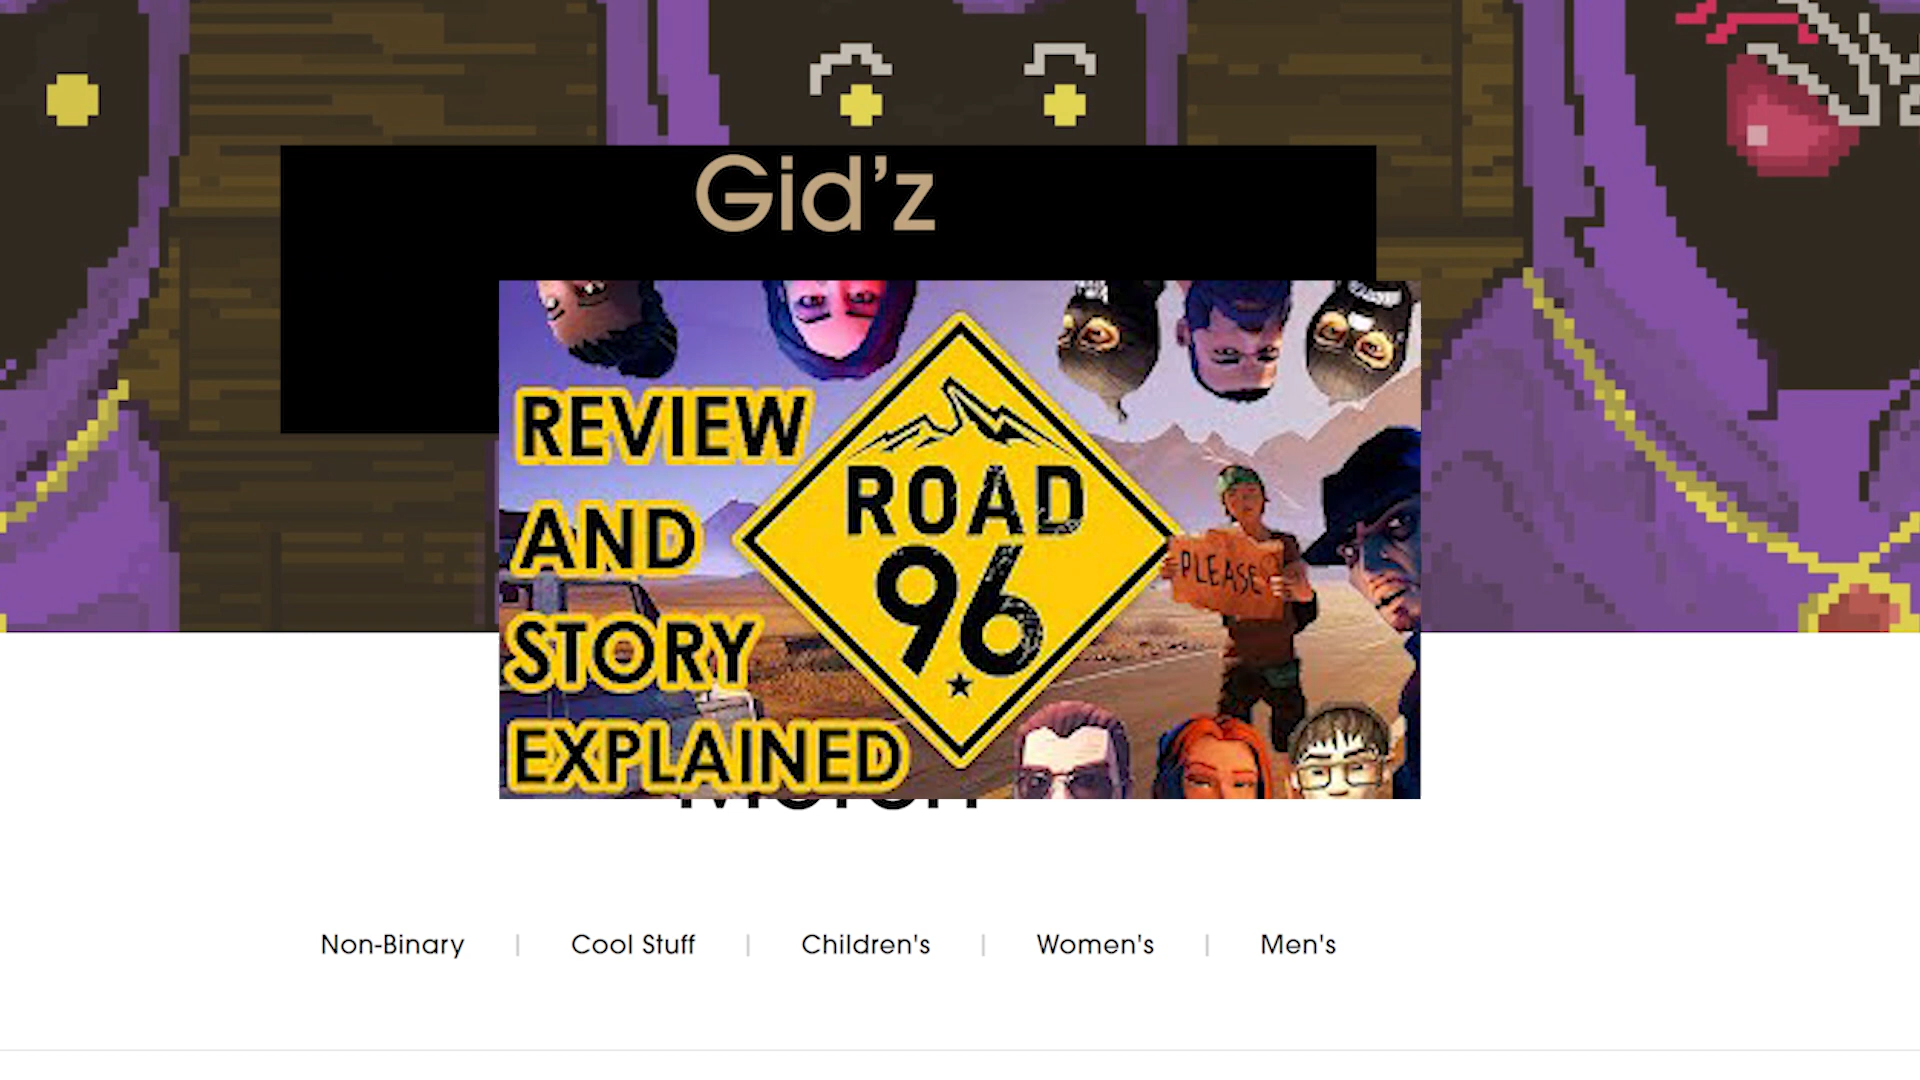 Gid’z
REVIEW
AND
STORY
EXPLAINED
ROAD
96
PLEASE
Non-Binary | Cool Stuff | Children's | Women's | Men's